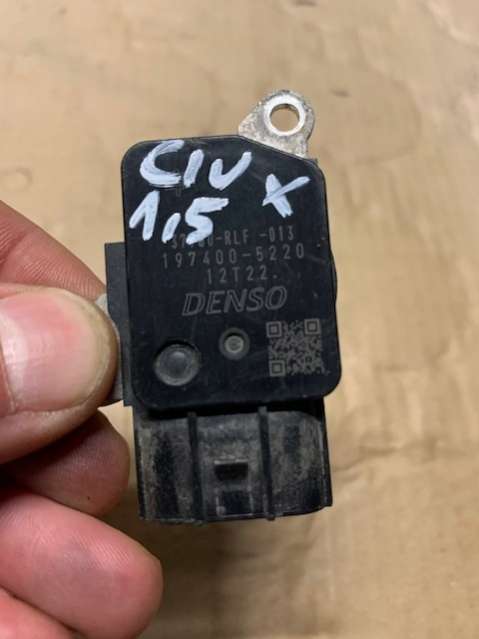 CIV X
1,5
-RLF -013
197400-5220
12T22.
DENSO